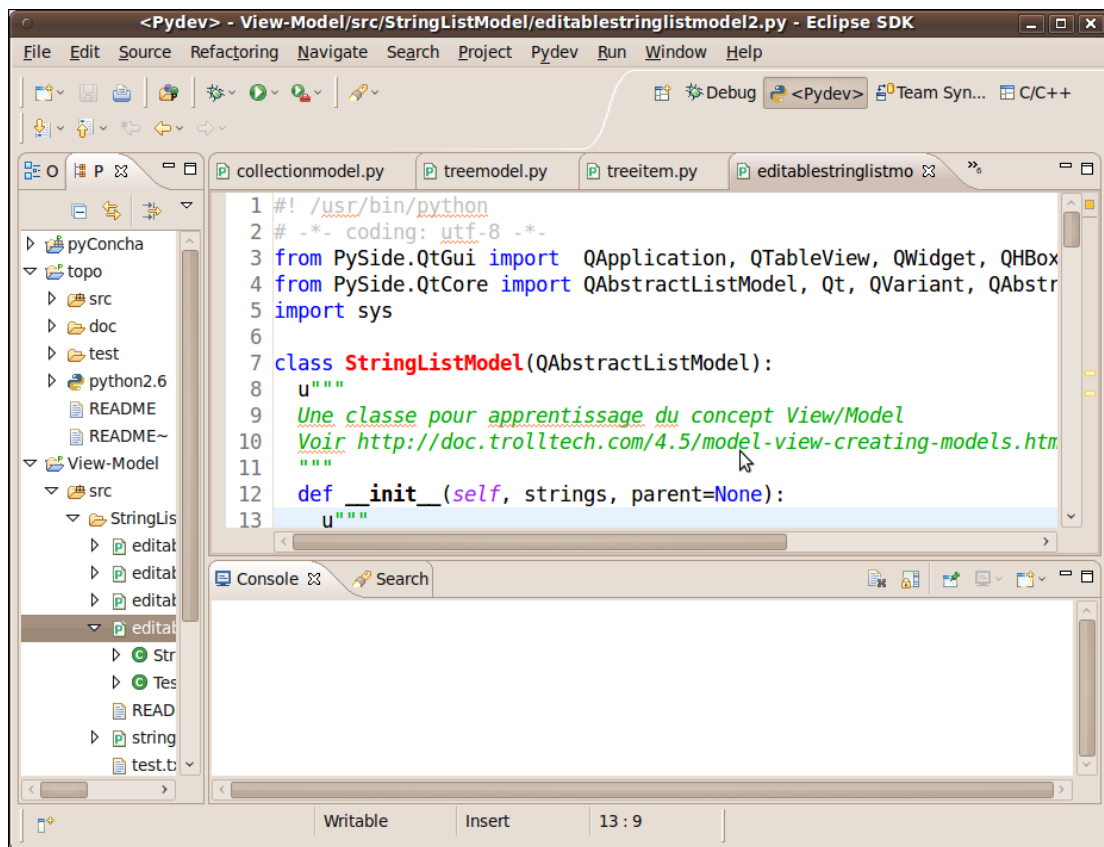 <Pydev> - View-Model/src/StringListModel/editablestringlistmodel2.py - Eclipse SDK
File Edit Source Refactoring Navigate Search Project Pydev Run Window Help
Debug <Pydev> Team Syn... C/C++
O P
collectionmodel.py treemodel.py treeitem.py editablestringlistmo »6
pyConcha
topo
src
doc
test
python2.6
README
README~
View-Model
src
StringLis
editab
editab
editab
editab
Str
Tes
READ
string
test.t
1 #! /usr/bin/python
2 # -*- coding: utf-8 -*-
3 from PySide.QtGui import  QApplication, QTableView, QWidget, QHBox
4 from PySide.QtCore import QAbstractListModel, Qt, QVariant, QAbstr
5 import sys
6
7 class StringListModel(QAbstractListModel):
8   u"""
9   Une classe pour apprentissage du concept View/Model
10   Voir http://doc.trolltech.com/4.5/model-view-creating-models.htm
11   """
12   def __init__(self, strings, parent=None):
13     u"""
Console Search
Writable Insert 13 : 9